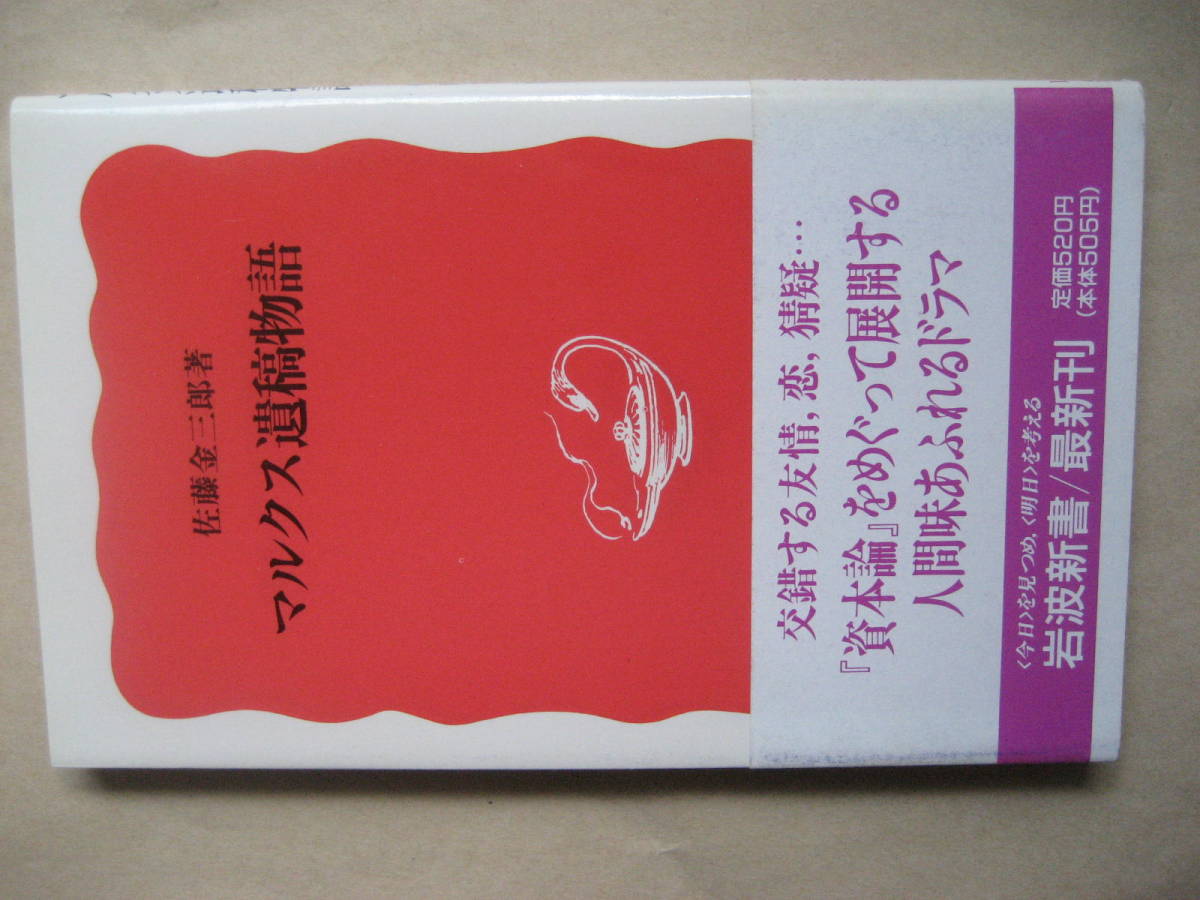 佐藤金三郎著
マルクス遺稿物語
交錯する友情,恋,猜疑…
『資本論』をめぐって展開する
人間味あふれるドラマ
〈今日〉を見つめ,〈明日〉を考える
岩波新書/最新刊
定価520円
(本体505円)